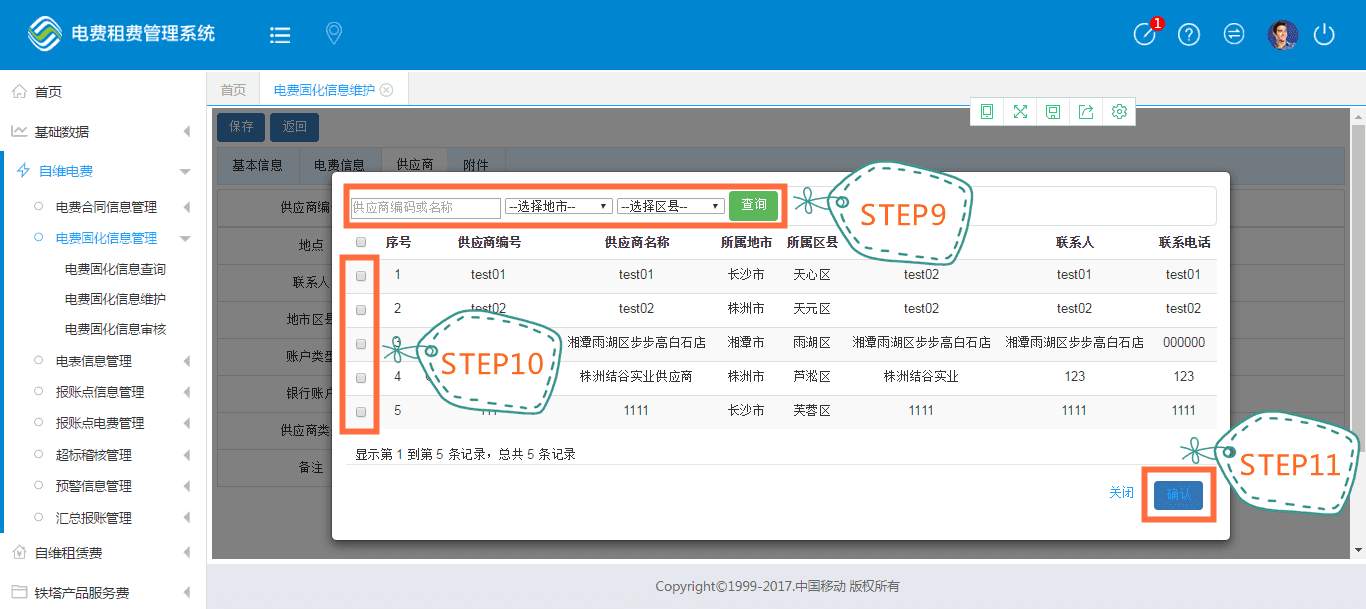 电费租费管理系统
1
首页
基础数据
自维电费
电费合同信息管理
电费固化信息管理
电费固化信息查询
电费固化信息维护
电费固化信息审核
电表信息管理
报账点信息管理
报账点电费管理
超标稽核管理
预警信息管理
汇总报账管理
自维租赁费
铁塔产品服务费
首页 电费固化信息维护
保存 返回
基本信息 电费信息 供应商 附件
供应商编
地点
联系人
地市区县
账户类型
银行账户
供应商类
备注
供应商编码或名称 --选择地市-- --选择区县-- 查询
STEP9
序号 供应商编号 供应商名称 所属地市 所属区县 联系人 联系电话
1 test01 test01 长沙市 天心区 test02 test01 test01
2 test02 test02 株洲市 天元区 test02 test02 test02
3 湘潭雨湖区步步高白石店 湘潭市 雨湖区 湘潭雨湖区步步高白石店 湘潭雨湖区步步高白石店 000000
4 株洲结谷实业供应商 株洲市 芦淞区 株洲结谷实业 123 123
5 1111 1111 长沙市 芙蓉区 1111 1111 1111
STEP10
显示第 1 到第 5 条记录，总共 5 条记录
STEP11
关闭 确认
Copyright©1999-2017.中国移动 版权所有